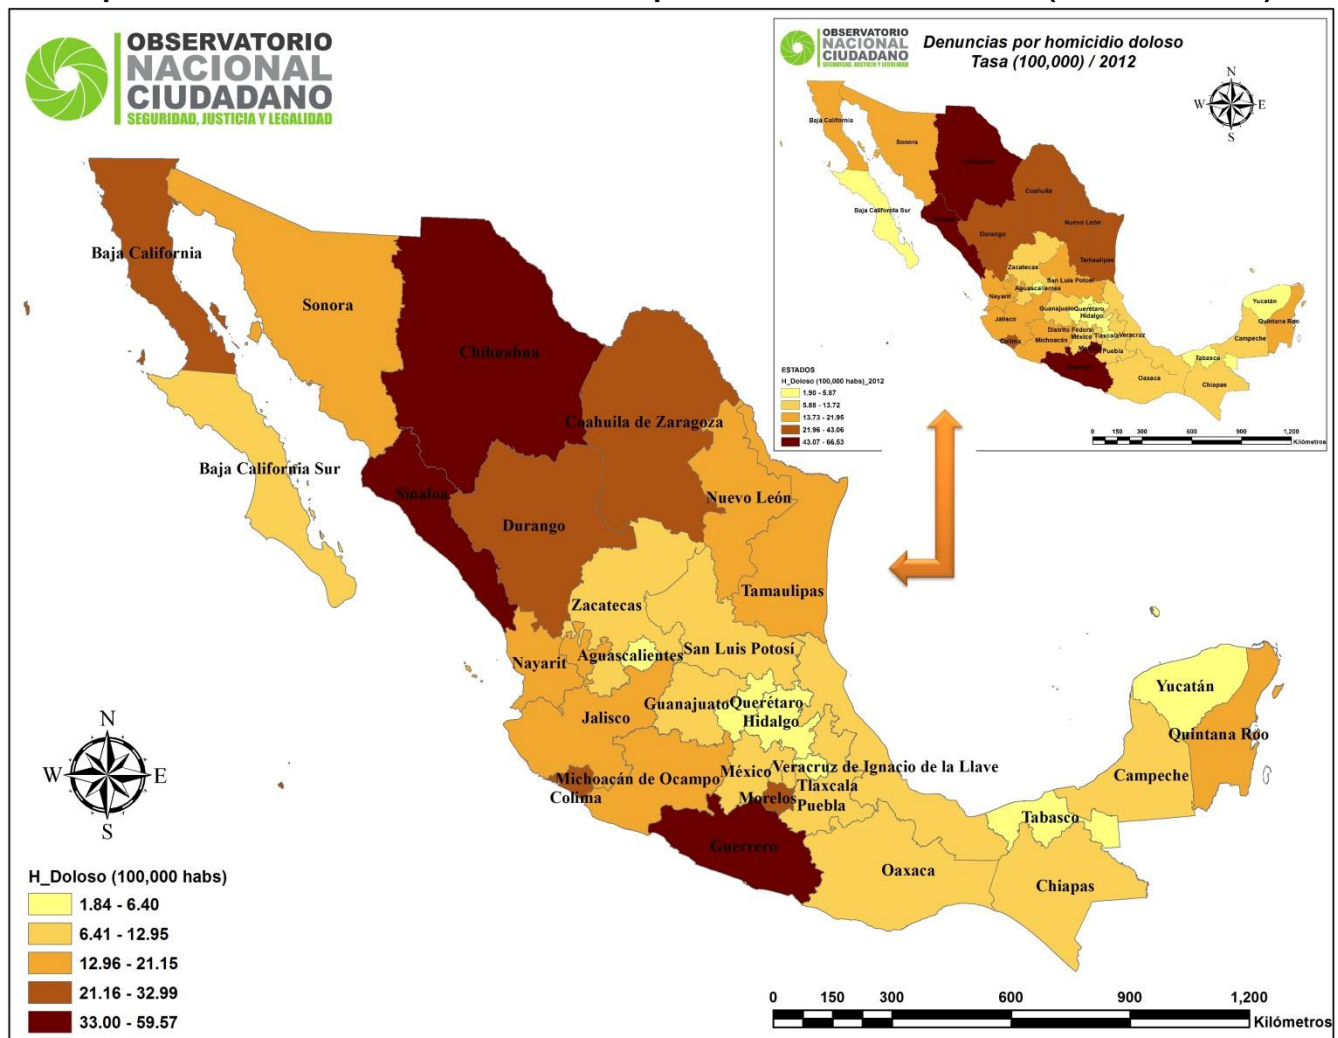 OBSERVATORIO
NACIONAL
CIUDADANO
SEGURIDAD, JUSTICIA Y LEGALIDAD
OBSERVATORIO
NACIONAL
CIUDADANO
SEGURIDAD, JUSTICIA Y LEGALIDAD
Denuncias por homicidio doloso
Tasa (100,000) / 2012
N
W E
S
Baja California
Sonora
Chihuahua
Coahuila
Baja California Sur
Nuevo León
Durango
Tamaulipas
Zacatecas
San Luis Potosí
Aguascalientes
Nayarit
Yucatán
Guanajuato
Querétaro
Hidalgo
Jalisco
Quintana Roo
Distrito Federal
México
Tlaxcala
Veracruz
Michoacán
Colima
Campeche
Puebla
Tabasco
Oaxaca
Chiapas
ESTADOS
H_Doloso (100,000 habs)_2012
1.90 - 5.87
5.88 - 13.72
13.73 - 21.95
21.96 - 43.06
43.07 - 66.53
0 150 300 600 900 1,200
Kilómetros
Baja California
Sonora
Chihuahua
Coahuila de Zaragoza
Baja California Sur
Sinaloa
Nuevo León
Durango
Tamaulipas
Zacatecas
San Luis Potosí
Nayarit
Aguascalientes
Yucatán
Guanajuato
Querétaro
Hidalgo
Jalisco
Quintana Roo
Veracruz de Ignacio de la Llave
México
Campeche
Michoacán de Ocampo
Tlaxcala
Colima
Morelos
Puebla
Tabasco
Guerrero
Oaxaca
Chiapas
N
W E
S
H_Doloso (100,000 habs)
1.84 - 6.40
6.41 - 12.95
12.96 - 21.15
21.16 - 32.99
33.00 - 59.57
0 150 300 600 900 1,200
Kilómetros